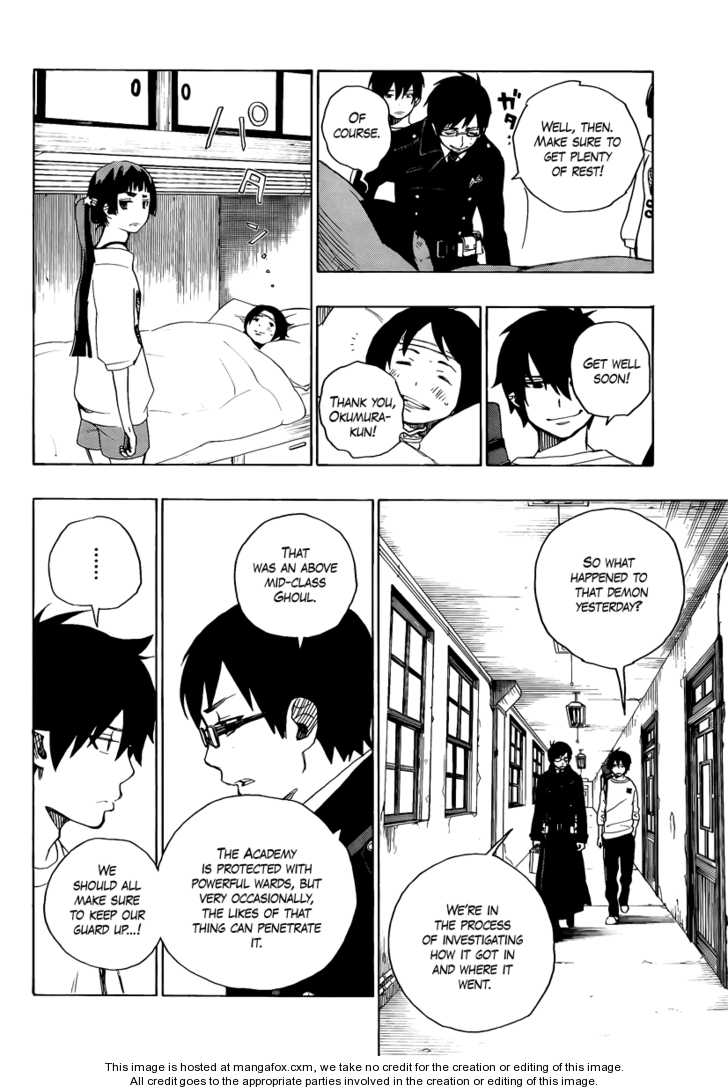 WELL, THEN.
MAKE SURE TO
GET PLENTY
OF REST!
ガタ
OF
COURSE.
パタン。
GET WELL
SOON!
THANK YOU,
OKUMURA-
KUN!
SO WHAT
HAPPENED TO
THAT DEMON
YESTERDAY?
WE'RE IN
THE PROCESS
OF INVESTIGATING
HOW IT GOT IN
AND WHERE IT
WENT.
THAT
WAS AN ABOVE
MID-CLASS
GHOUL.
THE ACADEMY
IS PROTECTED WITH
POWERFUL WARDS, BUT
VERY OCCASIONALLY,
THE LIKES OF THAT
THING CAN PENETRATE
IT.
......
WE
SHOULD ALL
MAKE SURE
TO KEEP OUR
GUARD UP...!
This image is hosted at mangafox.cxm, we take no credit for the creation or editing of this image.
All credit goes to the appropriate parties involved in the creation or editing of this image.